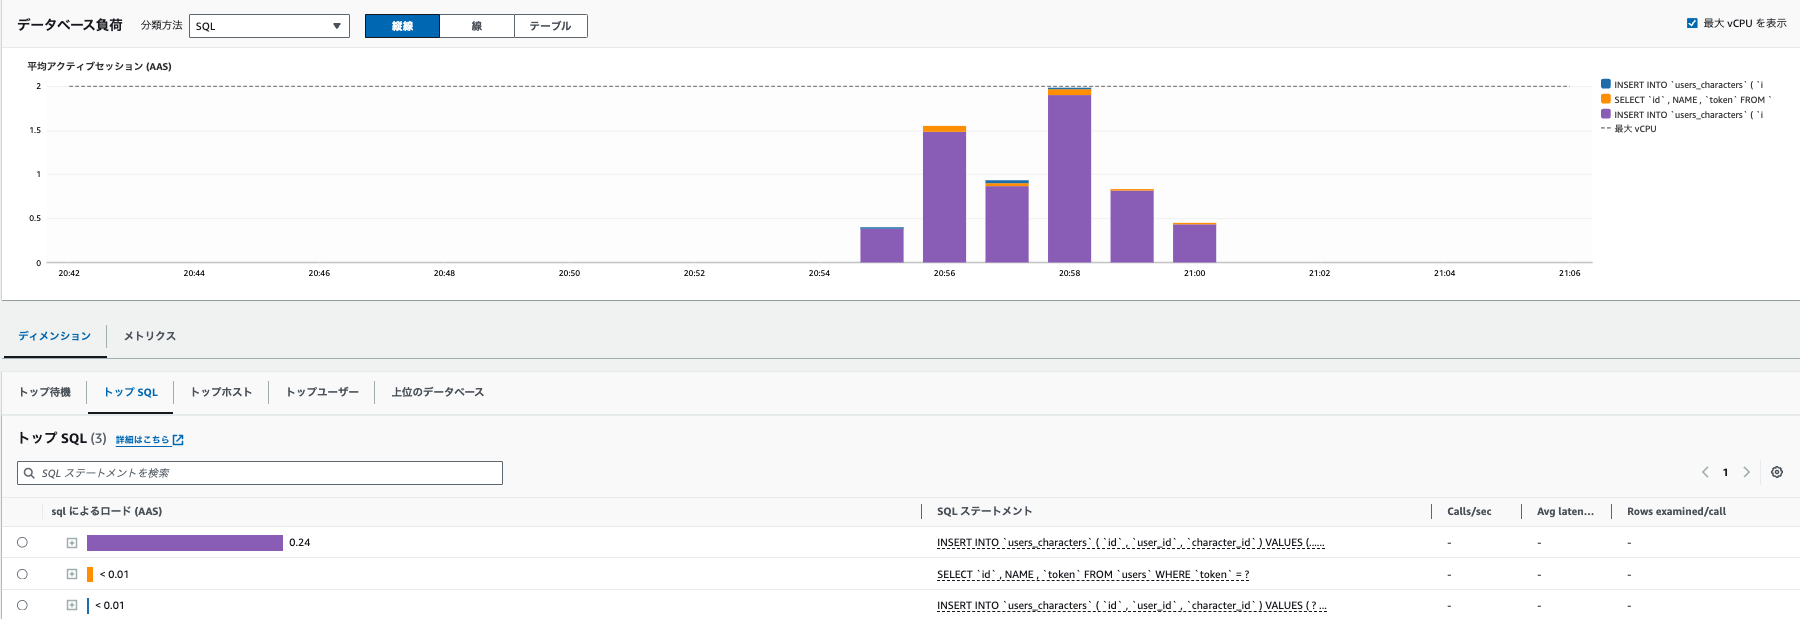 データベース負荷 分類方法 SQL 縦線 線 テーブル 最大 vCPU を表示
平均アクティブセッション (AAS)
2
1.5
1
0.5
0
20:42 20:44 20:46 20:48 20:50 20:52 20:54 20:56 20:58 21:00 21:02 21:04 21:06
INSERT INTO `users_characters` ( `i
SELECT `id` , NAME , `token` FROM `
INSERT INTO `users_characters` ( `i
最大 vCPU
ディメンション メトリクス
トップ待機 トップ SQL トップホスト トップユーザー 上位のデータベース
トップ SQL (3) 詳細はこちら
SQL ステートメントを検索
1
sql によるロード (AAS) SQL ステートメント Calls/sec Avg laten... Rows examined/call
0.24 INSERT INTO `users_characters` ( `id` , `user_id` , `character_id` ) VALUES (...... - - -
< 0.01 SELECT `id` , NAME , `token` FROM `users` WHERE `token` = ? - - -
< 0.01 INSERT INTO `users_characters` ( `id` , `user_id` , `character_id` ) VALUES ( ? ... - - -